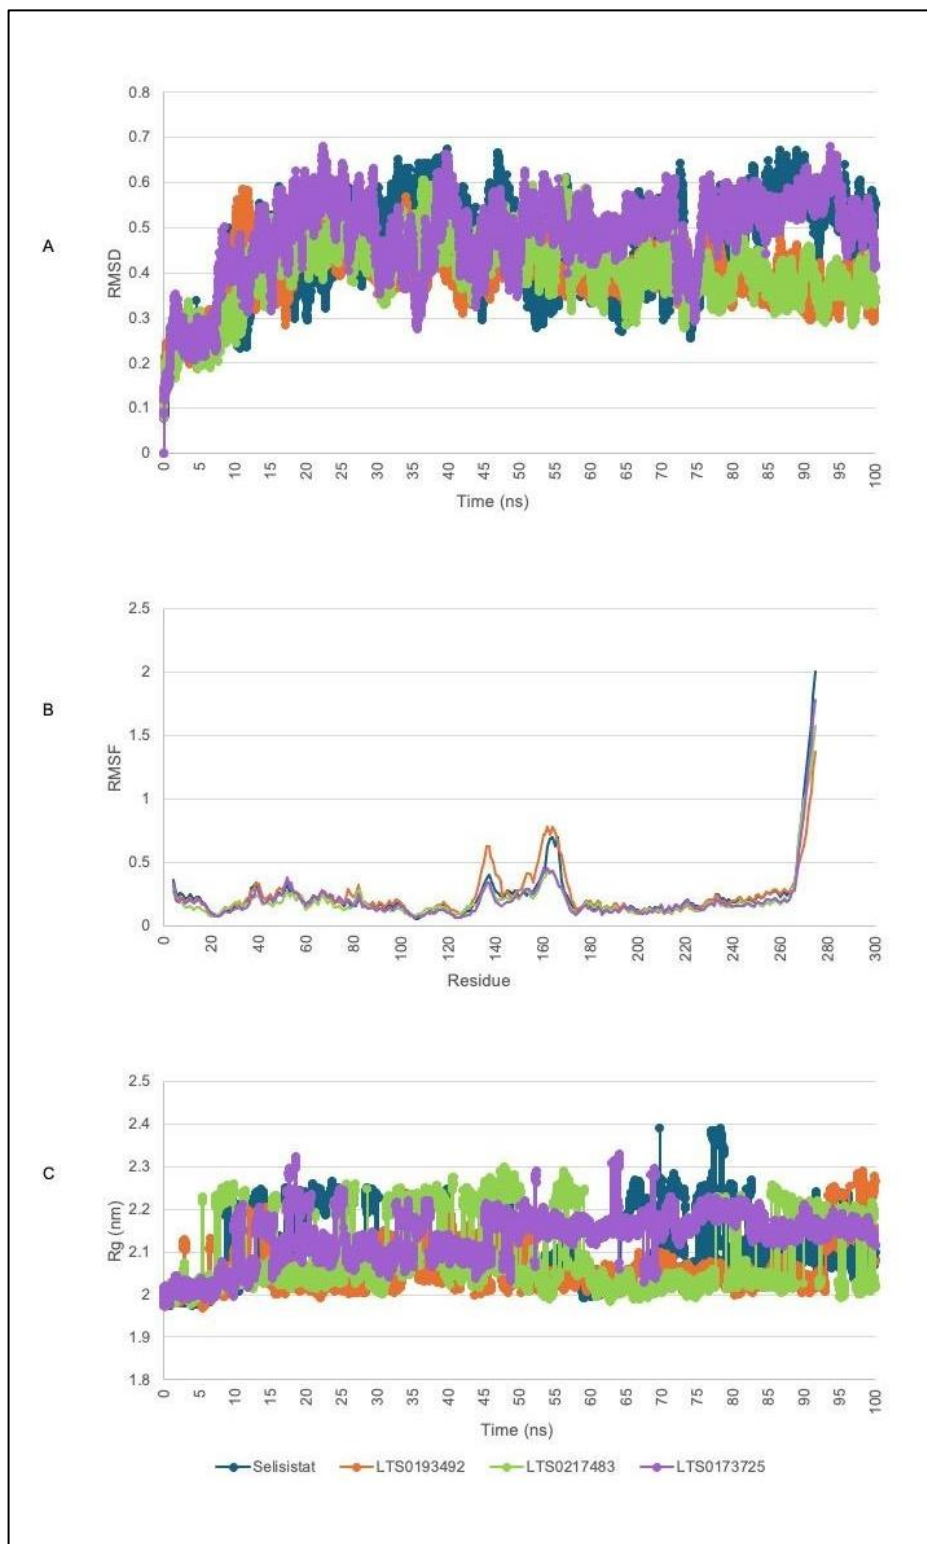 A
RMSD
0.8
0.7
0.6
0.5
0.4
0.3
0.2
0.1
0
0 5 10 15 20 25 30 35 40 45 50 55 60 65 70 75 80 85 90 95 100
Time (ns)
B
RMSF
2.5
2
1.5
1
0.5
0
0 20 40 60 80 100 120 140 160 180 200 220 240 260 280 300
Residue
C
Rg (nm)
2.5
2.4
2.3
2.2
2.1
2
1.9
1.8
0 5 10 15 20 25 30 35 40 45 50 55 60 65 70 75 80 85 90 95 100
Time (ns)
Selisistat LTS0193492 LTS0217483 LTS0173725